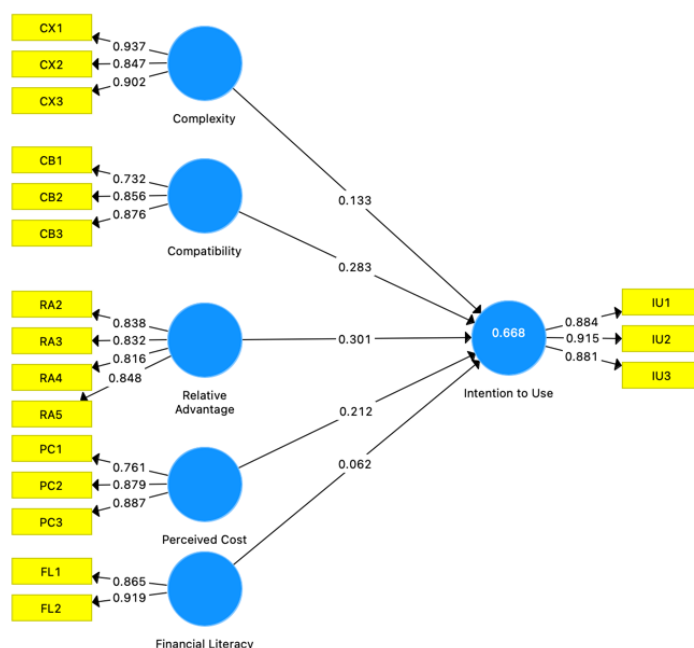 CX1
0.937
CX2
0.847
CX3
0.902
Complexity
CB1
0.732
CB2
0.856
CB3
0.876
Compatibility
RA2
0.838
RA3
0.832
RA4
0.816
RA5
0.848
Relative
Advantage
PC1
0.761
PC2
0.879
PC3
0.887
Perceived Cost
FL1
0.865
FL2
0.919
Financial Literacy
0.133
0.283
0.301
0.212
0.062
0.668
Intention to Use
0.884
IU1
0.915
IU2
0.881
IU3